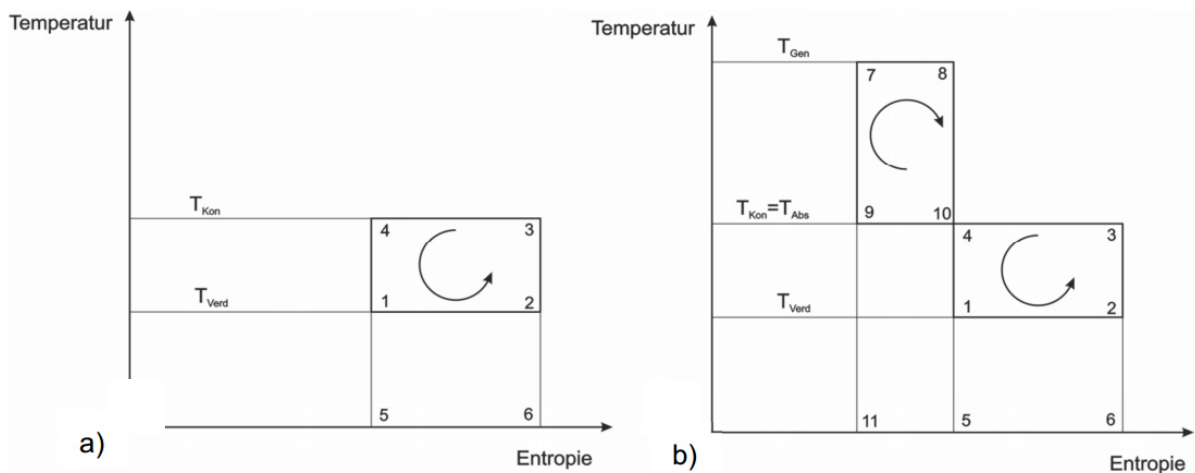 Temperatur
T_Kon
4 3
T_Verd
1 2
5 6
a)
Entropie
Temperatur
T_Gen
7 8
T_Kon=T_Abs
9 10
4 3
T_Verd
1 2
11 5 6
b)
Entropie